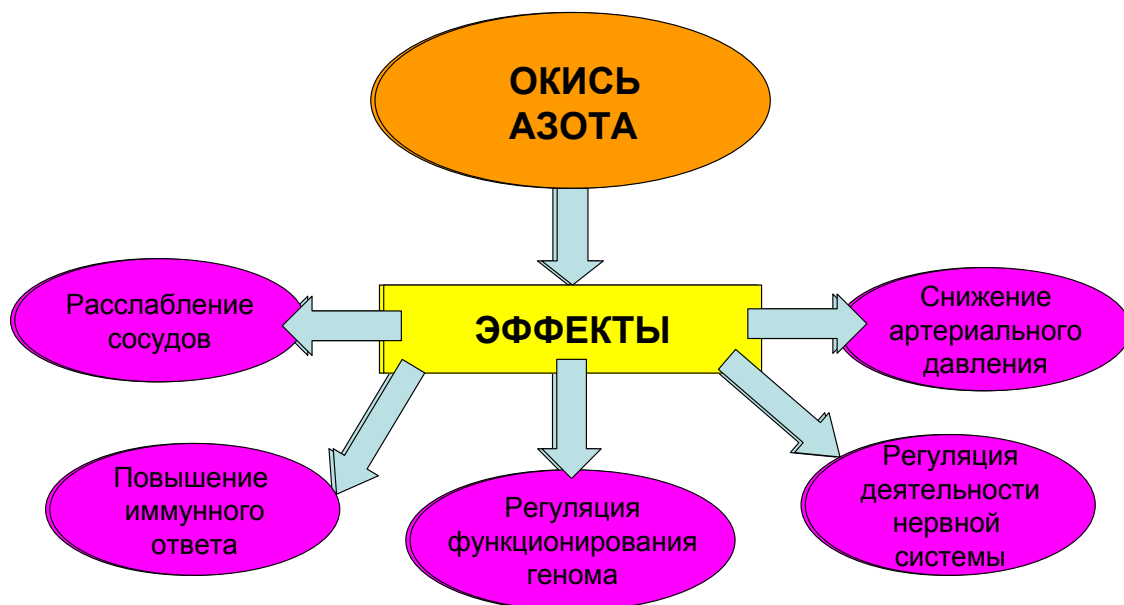 ОКИСЬ
АЗОТА
ЭФФЕКТЫ
Расслабление
сосудов
Снижение
артериального
давления
Повышение
иммунного
ответа
Регуляция
функционирования
генома
Регуляция
деятельности
нервной
системы